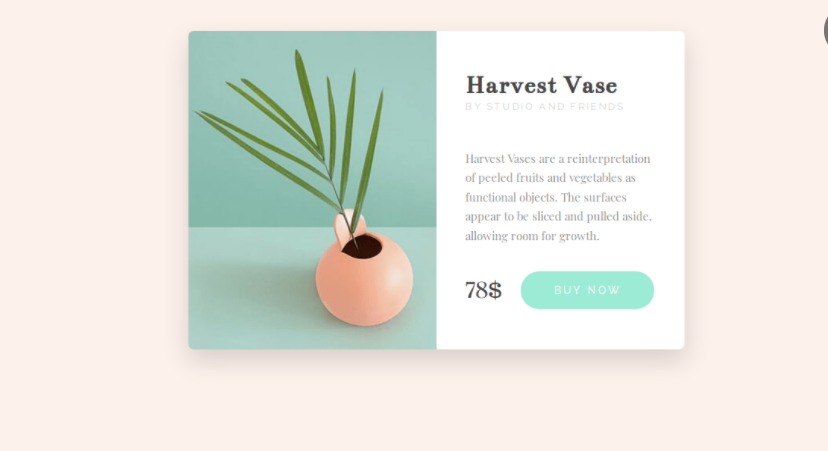 Harvest Vase
BY STUDIO AND FRIENDS
Harvest Vases are a reinterpretation
of peeled fruits and vegetables as
functional objects. The surfaces
appear to be sliced and pulled aside,
allowing room for growth.
78$ BUY NOW